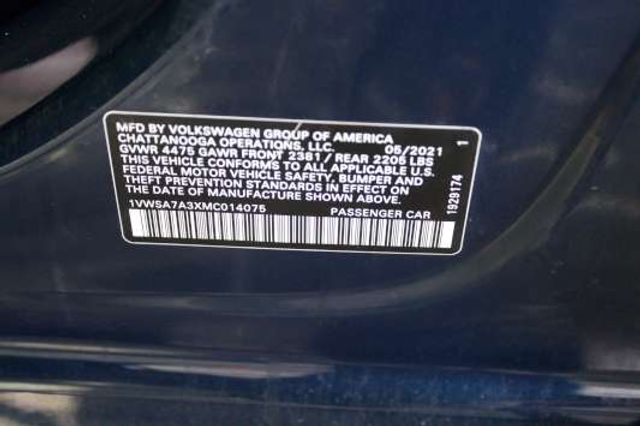 MFD BY VOLKSWAGEN GROUP OF AMERICA
CHATTANOOGA OPERATIONS, LLC. 05/2021
GVWR 4475 GAWR FRONT 2381 / REAR 2205 LBS
THIS VEHICLE CONFORMS TO ALL APPLICABLE U.S.
FEDERAL MOTOR VEHICLE SAFETY, BUMPER AND
THEFT PREVENTION STANDARDS IN EFFECT ON
THE DATE OF MANUFACTURE SHOWN ABOVE.
1VWSA7A3XMC014075 PASSENGER CAR
1929174 1